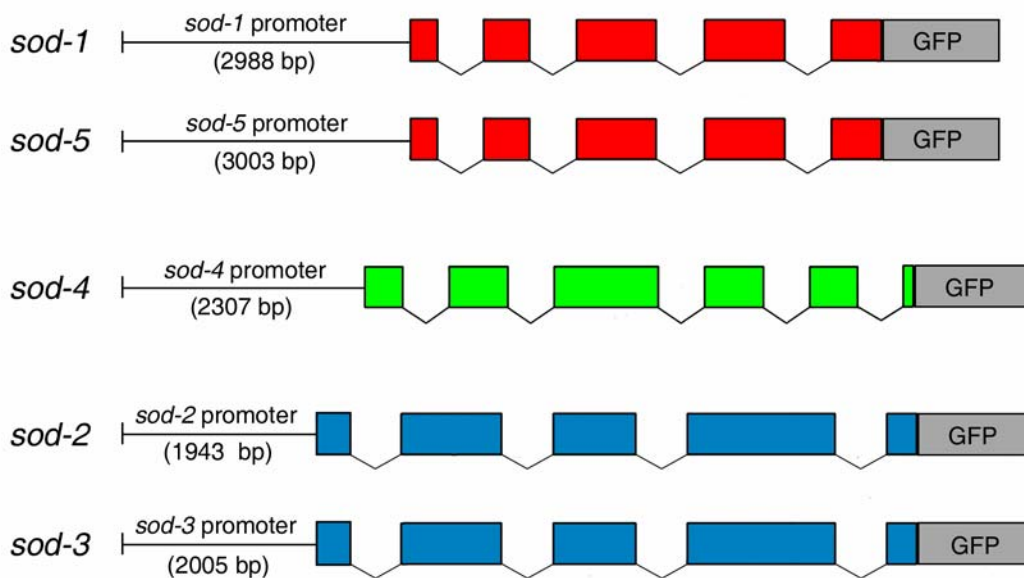 sod-1 sod-1 promoter GFP
(2988 bp)
sod-5 sod-5 promoter GFP
(3003 bp)
sod-4 sod-4 promoter GFP
(2307 bp)
sod-2 sod-2 promoter GFP
(1943 bp)
sod-3 sod-3 promoter GFP
(2005 bp)